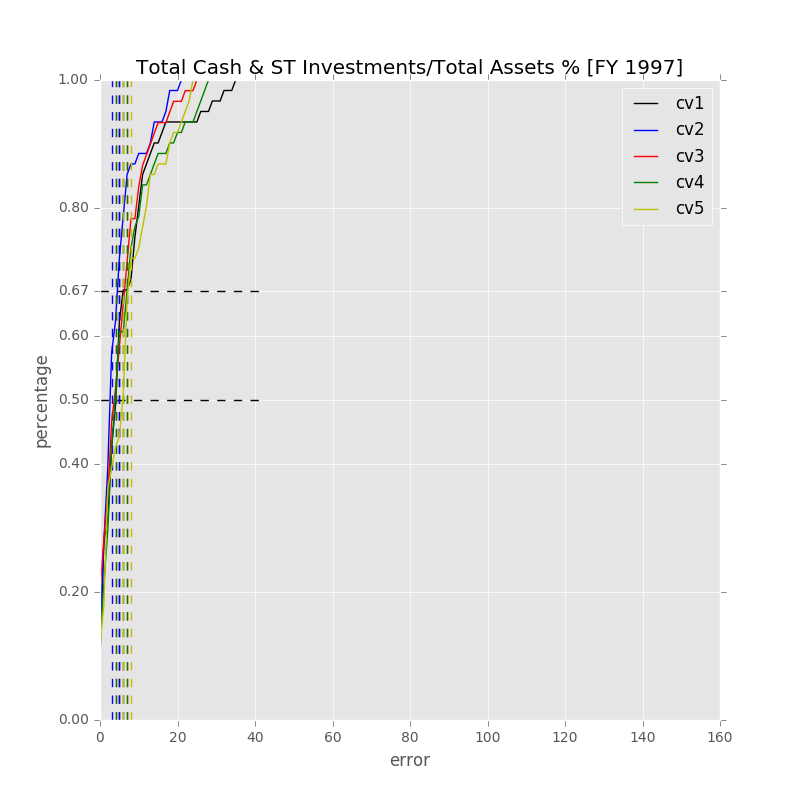 Total Cash & ST Investments/Total Assets % [FY 1997]
1.00
0.80
0.67
0.60
0.50
0.40
0.20
0.00
percentage
cv1
cv2
cv3
cv4
cv5
0 20 40 60 80 100 120 140 160
error